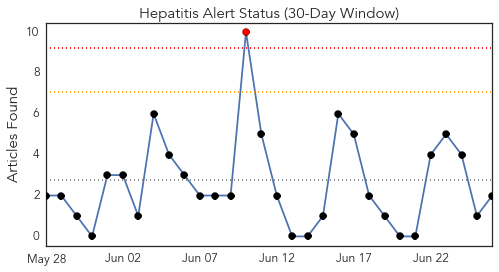 Hepatitis Alert Status (30-Day Window)
Articles Found
10
8
6
4
2
0
May 28
Jun 02
Jun 07
Jun 12
Jun 17
Jun 22